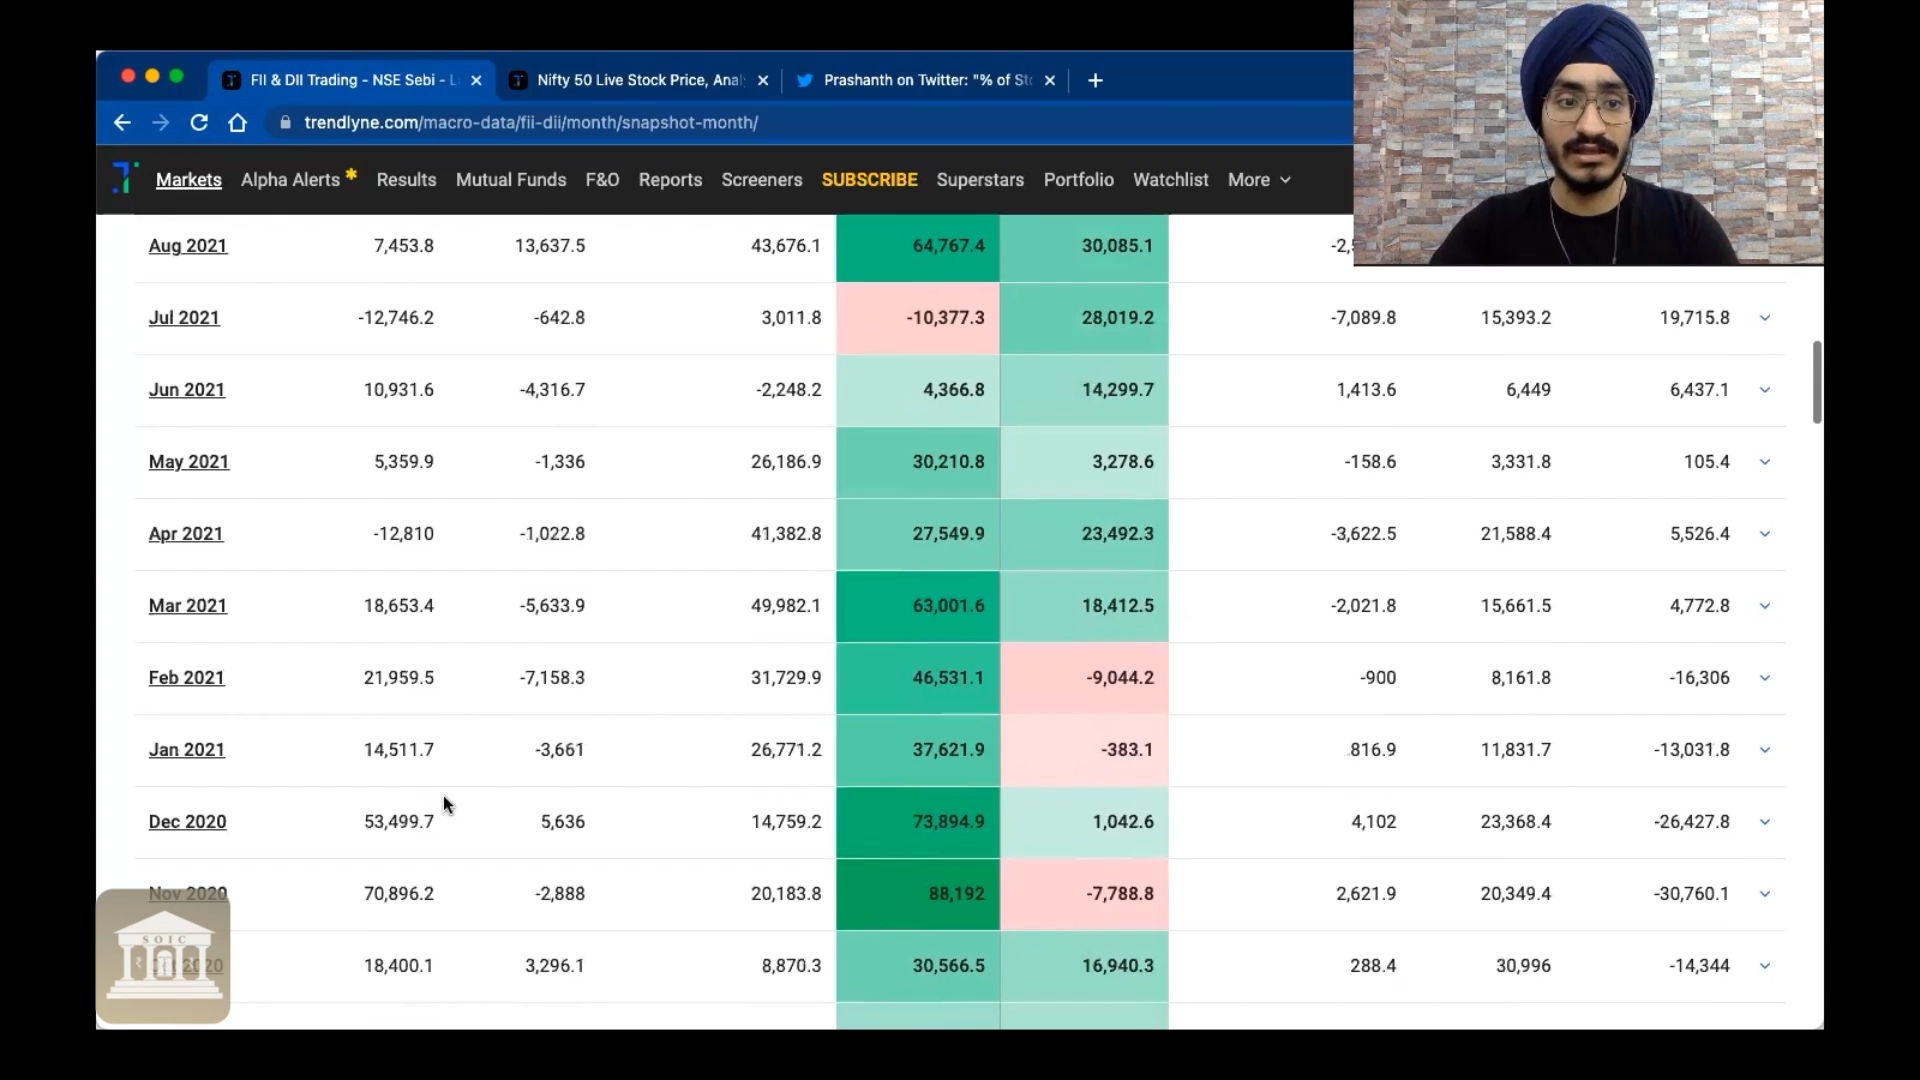 FII & DII Trading - NSE Sebi - L
Nifty 50 Live Stock Price, Anal
Prashanth on Twitter: "% of Sto
trendlyne.com/macro-data/fii-dii/month/snapshot-month/
Markets Alpha Alerts Results Mutual Funds F&O Reports Screeners SUBSCRIBE Superstars Portfolio Watchlist More
Aug 2021 7,453.8 13,637.5 43,676.1 64,767.4 30,085.1
Jul 2021 -12,746.2 -642.8 3,011.8 -10,377.3 28,019.2 -7,089.8 15,393.2 19,715.8
Jun 2021 10,931.6 -4,316.7 -2,248.2 4,366.8 14,299.7 1,413.6 6,449 6,437.1
May 2021 5,359.9 -1,336 26,186.9 30,210.8 3,278.6 -158.6 3,331.8 105.4
Apr 2021 -12,810 -1,022.8 41,382.8 27,549.9 23,492.3 -3,622.5 21,588.4 5,526.4
Mar 2021 18,653.4 -5,633.9 49,982.1 63,001.6 18,412.5 -2,021.8 15,661.5 4,772.8
Feb 2021 21,959.5 -7,158.3 31,729.9 46,531.1 -9,044.2 -900 8,161.8 -16,306
Jan 2021 14,511.7 -3,661 26,771.2 37,621.9 -383.1 816.9 11,831.7 -13,031.8
Dec 2020 53,499.7 5,636 14,759.2 73,894.9 1,042.6 4,102 23,368.4 -26,427.8
Nov 2020 70,896.2 -2,888 20,183.8 88,192 -7,788.8 2,621.9 20,349.4 -30,760.1
2020 18,400.1 3,296.1 8,870.3 30,566.5 16,940.3 288.4 30,996 -14,344
SOIC